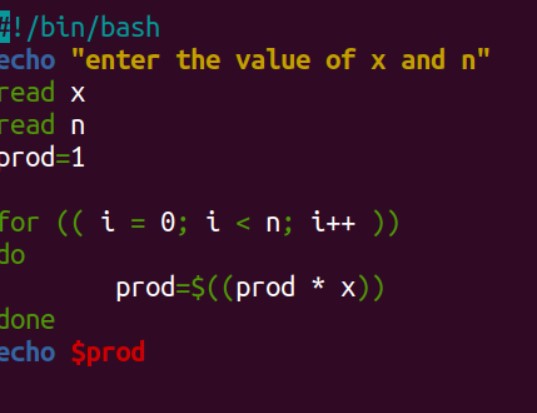 #!/bin/bash
echo "enter the value of x and n"
read x
read n
prod=1
for (( i = 0; i < n; i++ ))
do
prod=$((prod * x))
done
echo $prod